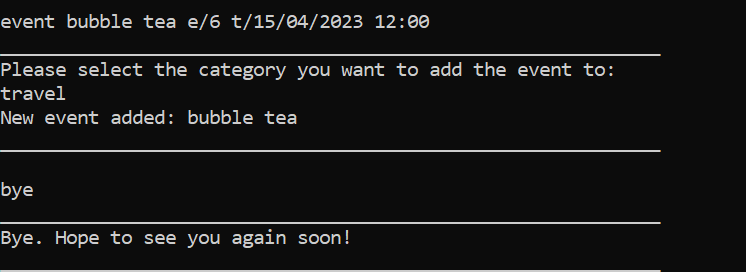 event bubble tea e/6 t/15/04/2023 12:00
Please select the category you want to add the event to:
travel
New event added: bubble tea
bye
Bye. Hope to see you again soon!